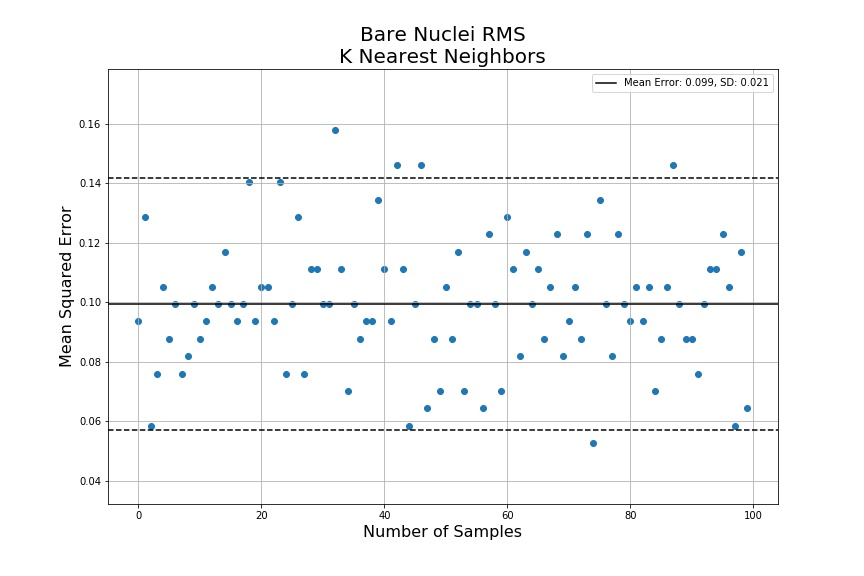 Bare Nuclei RMS
K Nearest Neighbors
Mean Error: 0.099, SD: 0.021
Mean Squared Error
0.16
0.14
0.12
0.10
0.08
0.06
0.04
0 20 40 60 80 100
Number of Samples